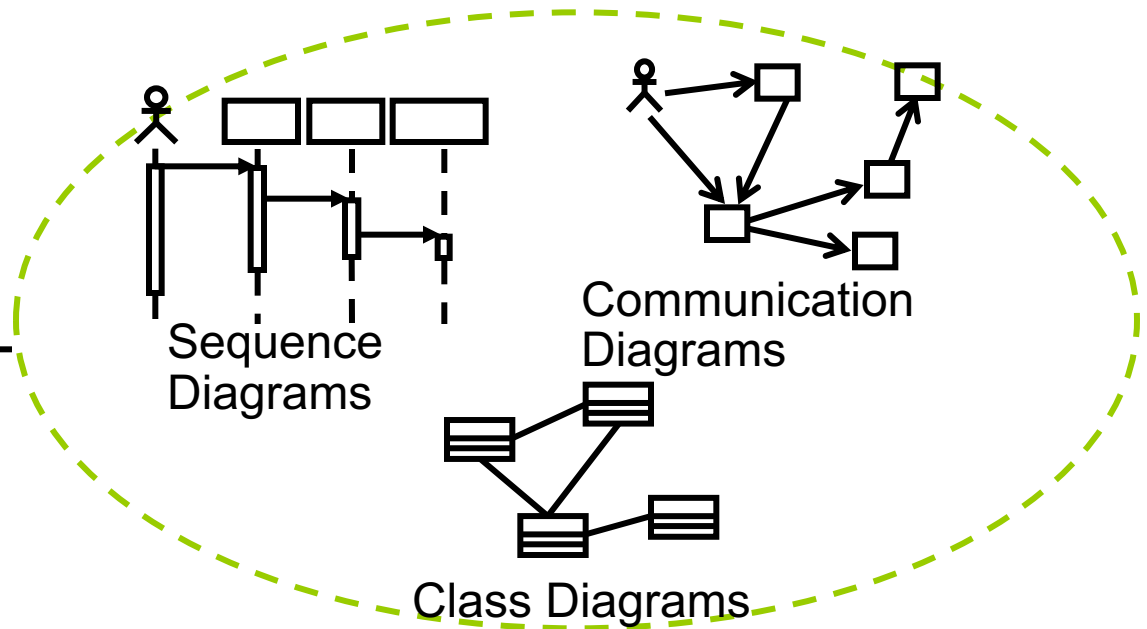 Sequence
Diagrams
Communication
Diagrams
Class Diagrams